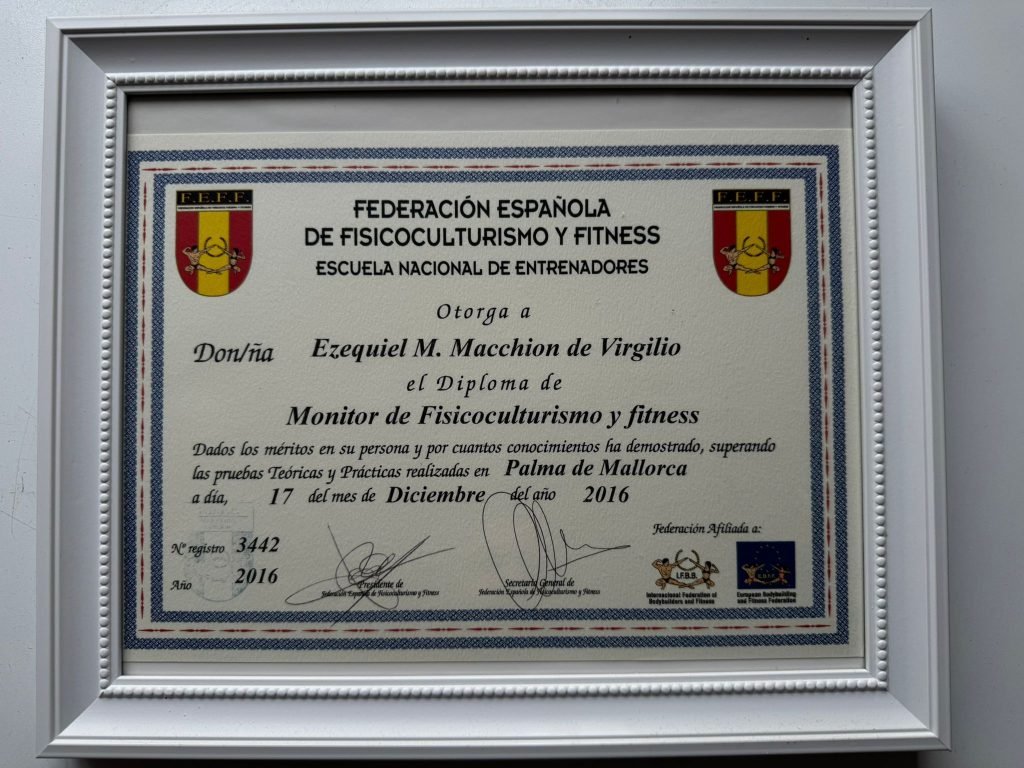 F.E.F.F.
F.E.F.F.
FEDERACIÓN ESPAÑOLA
DE FISICOCULTURISMO Y FITNESS
ESCUELA NACIONAL DE ENTRENADORES
Otorga a
Don/ña Ezequiel M. Macchion de Virgilio
el Diploma de
Monitor de Fisicoculturismo y fitness
Dados los méritos en su persona y por cuantos conocimientos ha demostrado, superando
las pruebas Teóricas y Prácticas realizadas en Palma de Mallorca
a día, 17 del mes de Diciembre del año 2016
Nº registro 3442
Año 2016
Presidente de
Federación Española de Fisicoculturismo y Fitness
Secretario General de
Federación Española de Fisicoculturismo y Fitness
Federación Afiliada a:
I.F.B.B.
Internacional Federation of
Bodybuilders and Fitness
E.B.F.F.
European Bodybuilding
and Fitness Federation